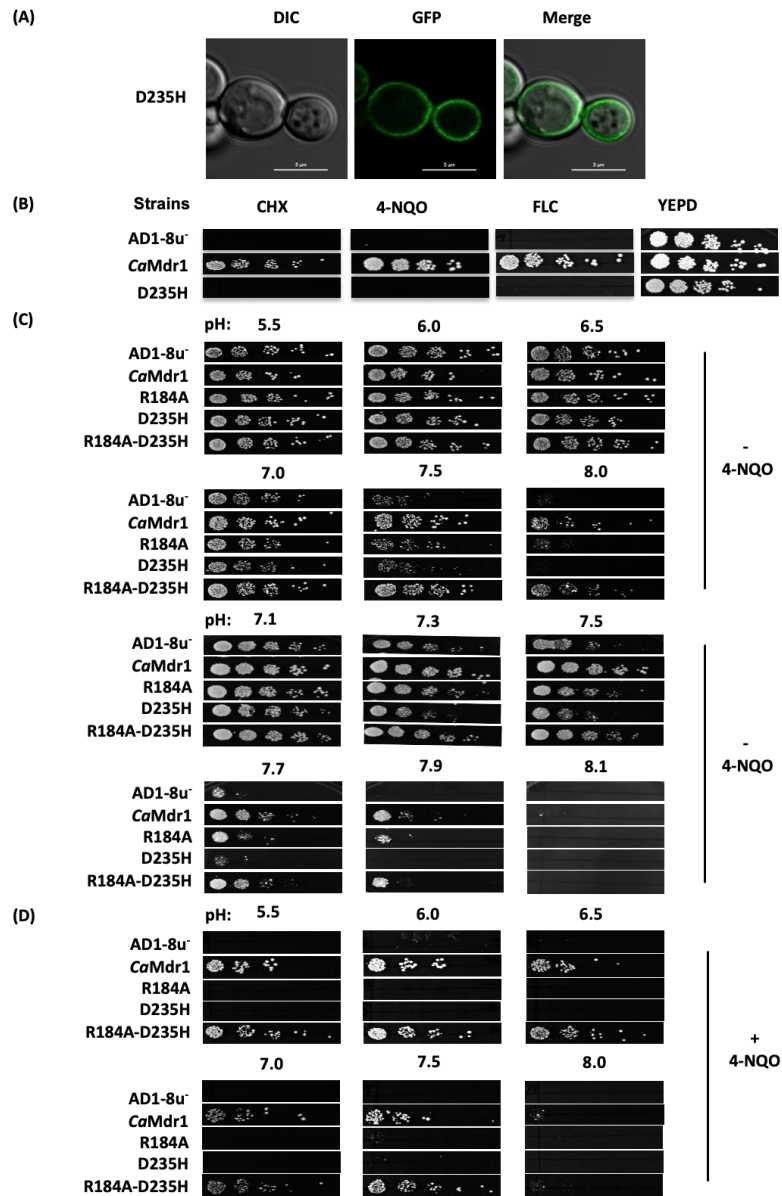 (A)
DIC GFP Merge
D235H
5 µm 5 µm 5 µm
(B)
Strains CHX 4-NQO FLC YEPD
AD1-8u-
CaMdr1
D235H
(C)
pH: 5.5 6.0 6.5
AD1-8u-
CaMdr1
R184A
D235H
R184A-D235H
-
4-NQO
7.0 7.5 8.0
AD1-8u-
CaMdr1
R184A
D235H
R184A-D235H
pH: 7.1 7.3 7.5
AD1-8u-
CaMdr1
R184A
D235H
R184A-D235H
-
4-NQO
7.7 7.9 8.1
AD1-8u-
CaMdr1
R184A
D235H
R184A-D235H
(D)
pH: 5.5 6.0 6.5
AD1-8u-
CaMdr1
R184A
D235H
R184A-D235H
+
4-NQO
7.0 7.5 8.0
AD1-8u-
CaMdr1
R184A
D235H
R184A-D235H